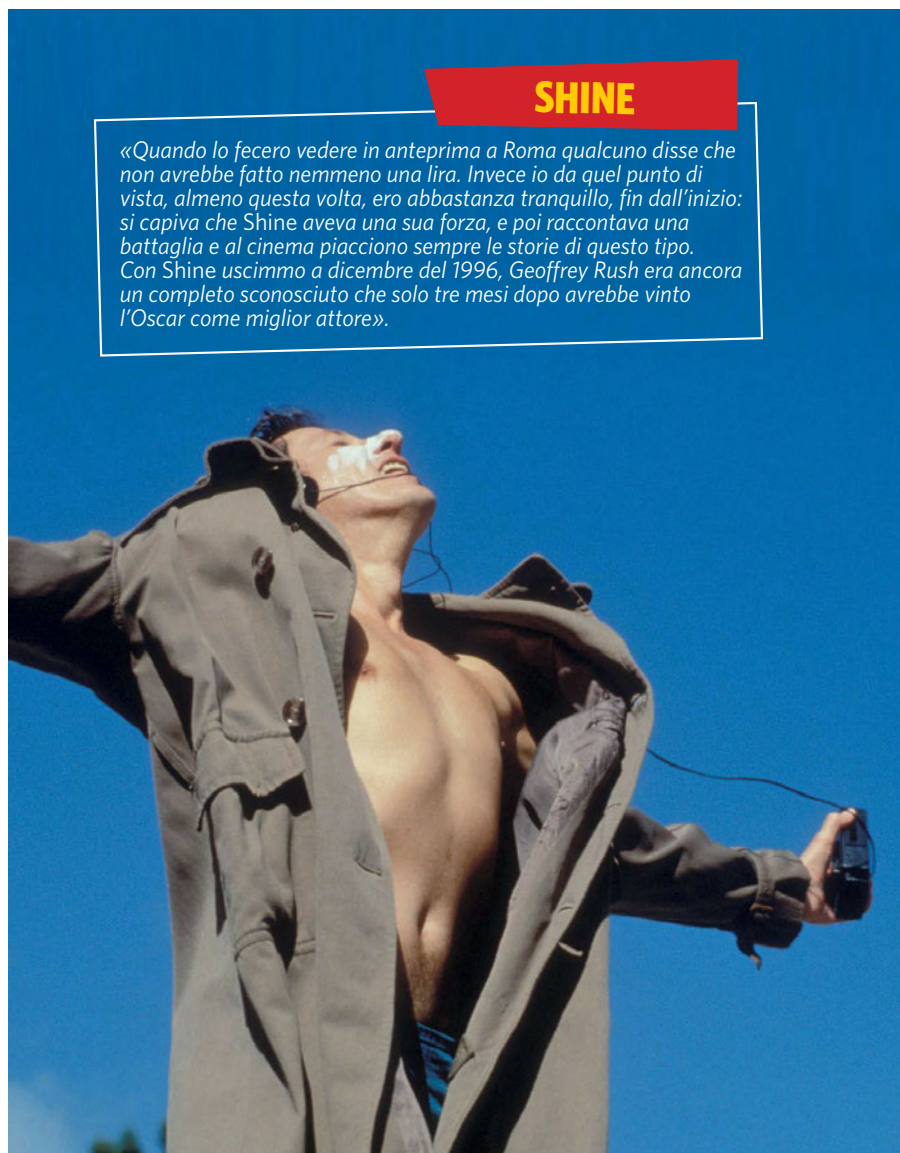 SHINE
«Quando lo fecero vedere in anteprima a Roma qualcuno disse che
non avrebbe fatto nemmeno una lira. Invece io da quel punto di
vista, almeno questa volta, ero abbastanza tranquillo, fin dall’inizio:
si capiva che Shine aveva una sua forza, e poi raccontava una
battaglia e al cinema piacciono sempre le storie di questo tipo.
Con Shine uscimmo a dicembre del 1996, Geoffrey Rush era ancora
un completo sconosciuto che solo tre mesi dopo avrebbe vinto
l’Oscar come miglior attore».